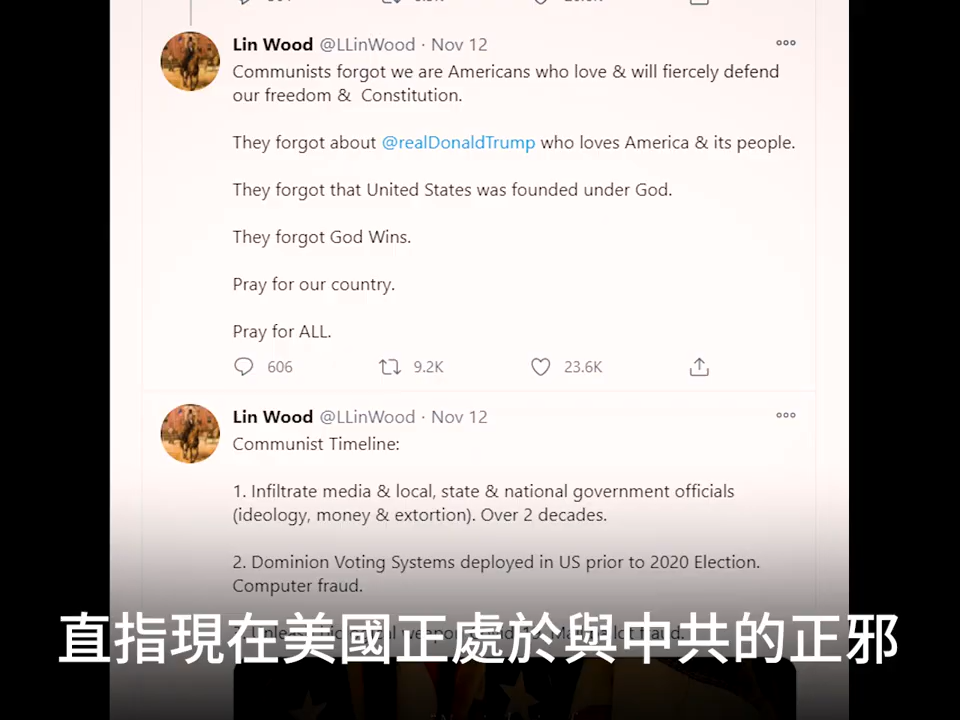 Lin Wood @LLinWood · Nov 12
Communists forgot we are Americans who love & will fiercely defend
our freedom & Constitution.
They forgot about @realDonaldTrump who loves America & its people.
They forgot that United States was founded under God.
They forgot God Wins.
Pray for our country.
Pray for ALL.
606 9.2K 23.6K
Lin Wood @LLinWood · Nov 12
Communist Timeline:
1. Infiltrate media & local, state & national government officials
(ideology, money & extortion). Over 2 decades.
2. Dominion Voting Systems deployed in US prior to 2020 Election.
Computer fraud.
直指現在美國正處於與中共的正邪